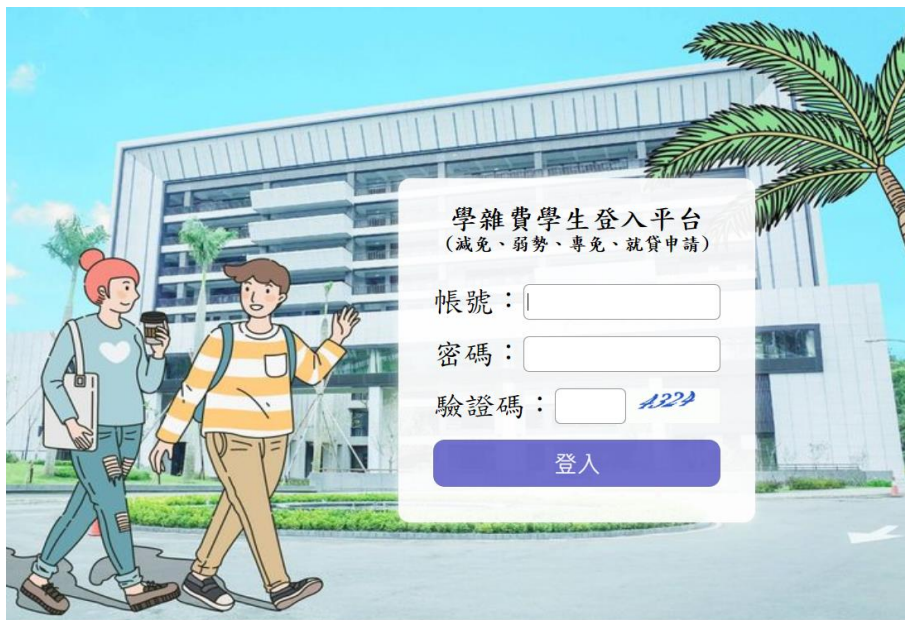 學雜費學生登入平台
(減免、弱勢、專免、就貸申請)
帳號：
密碼：
驗證碼： 4324
登入